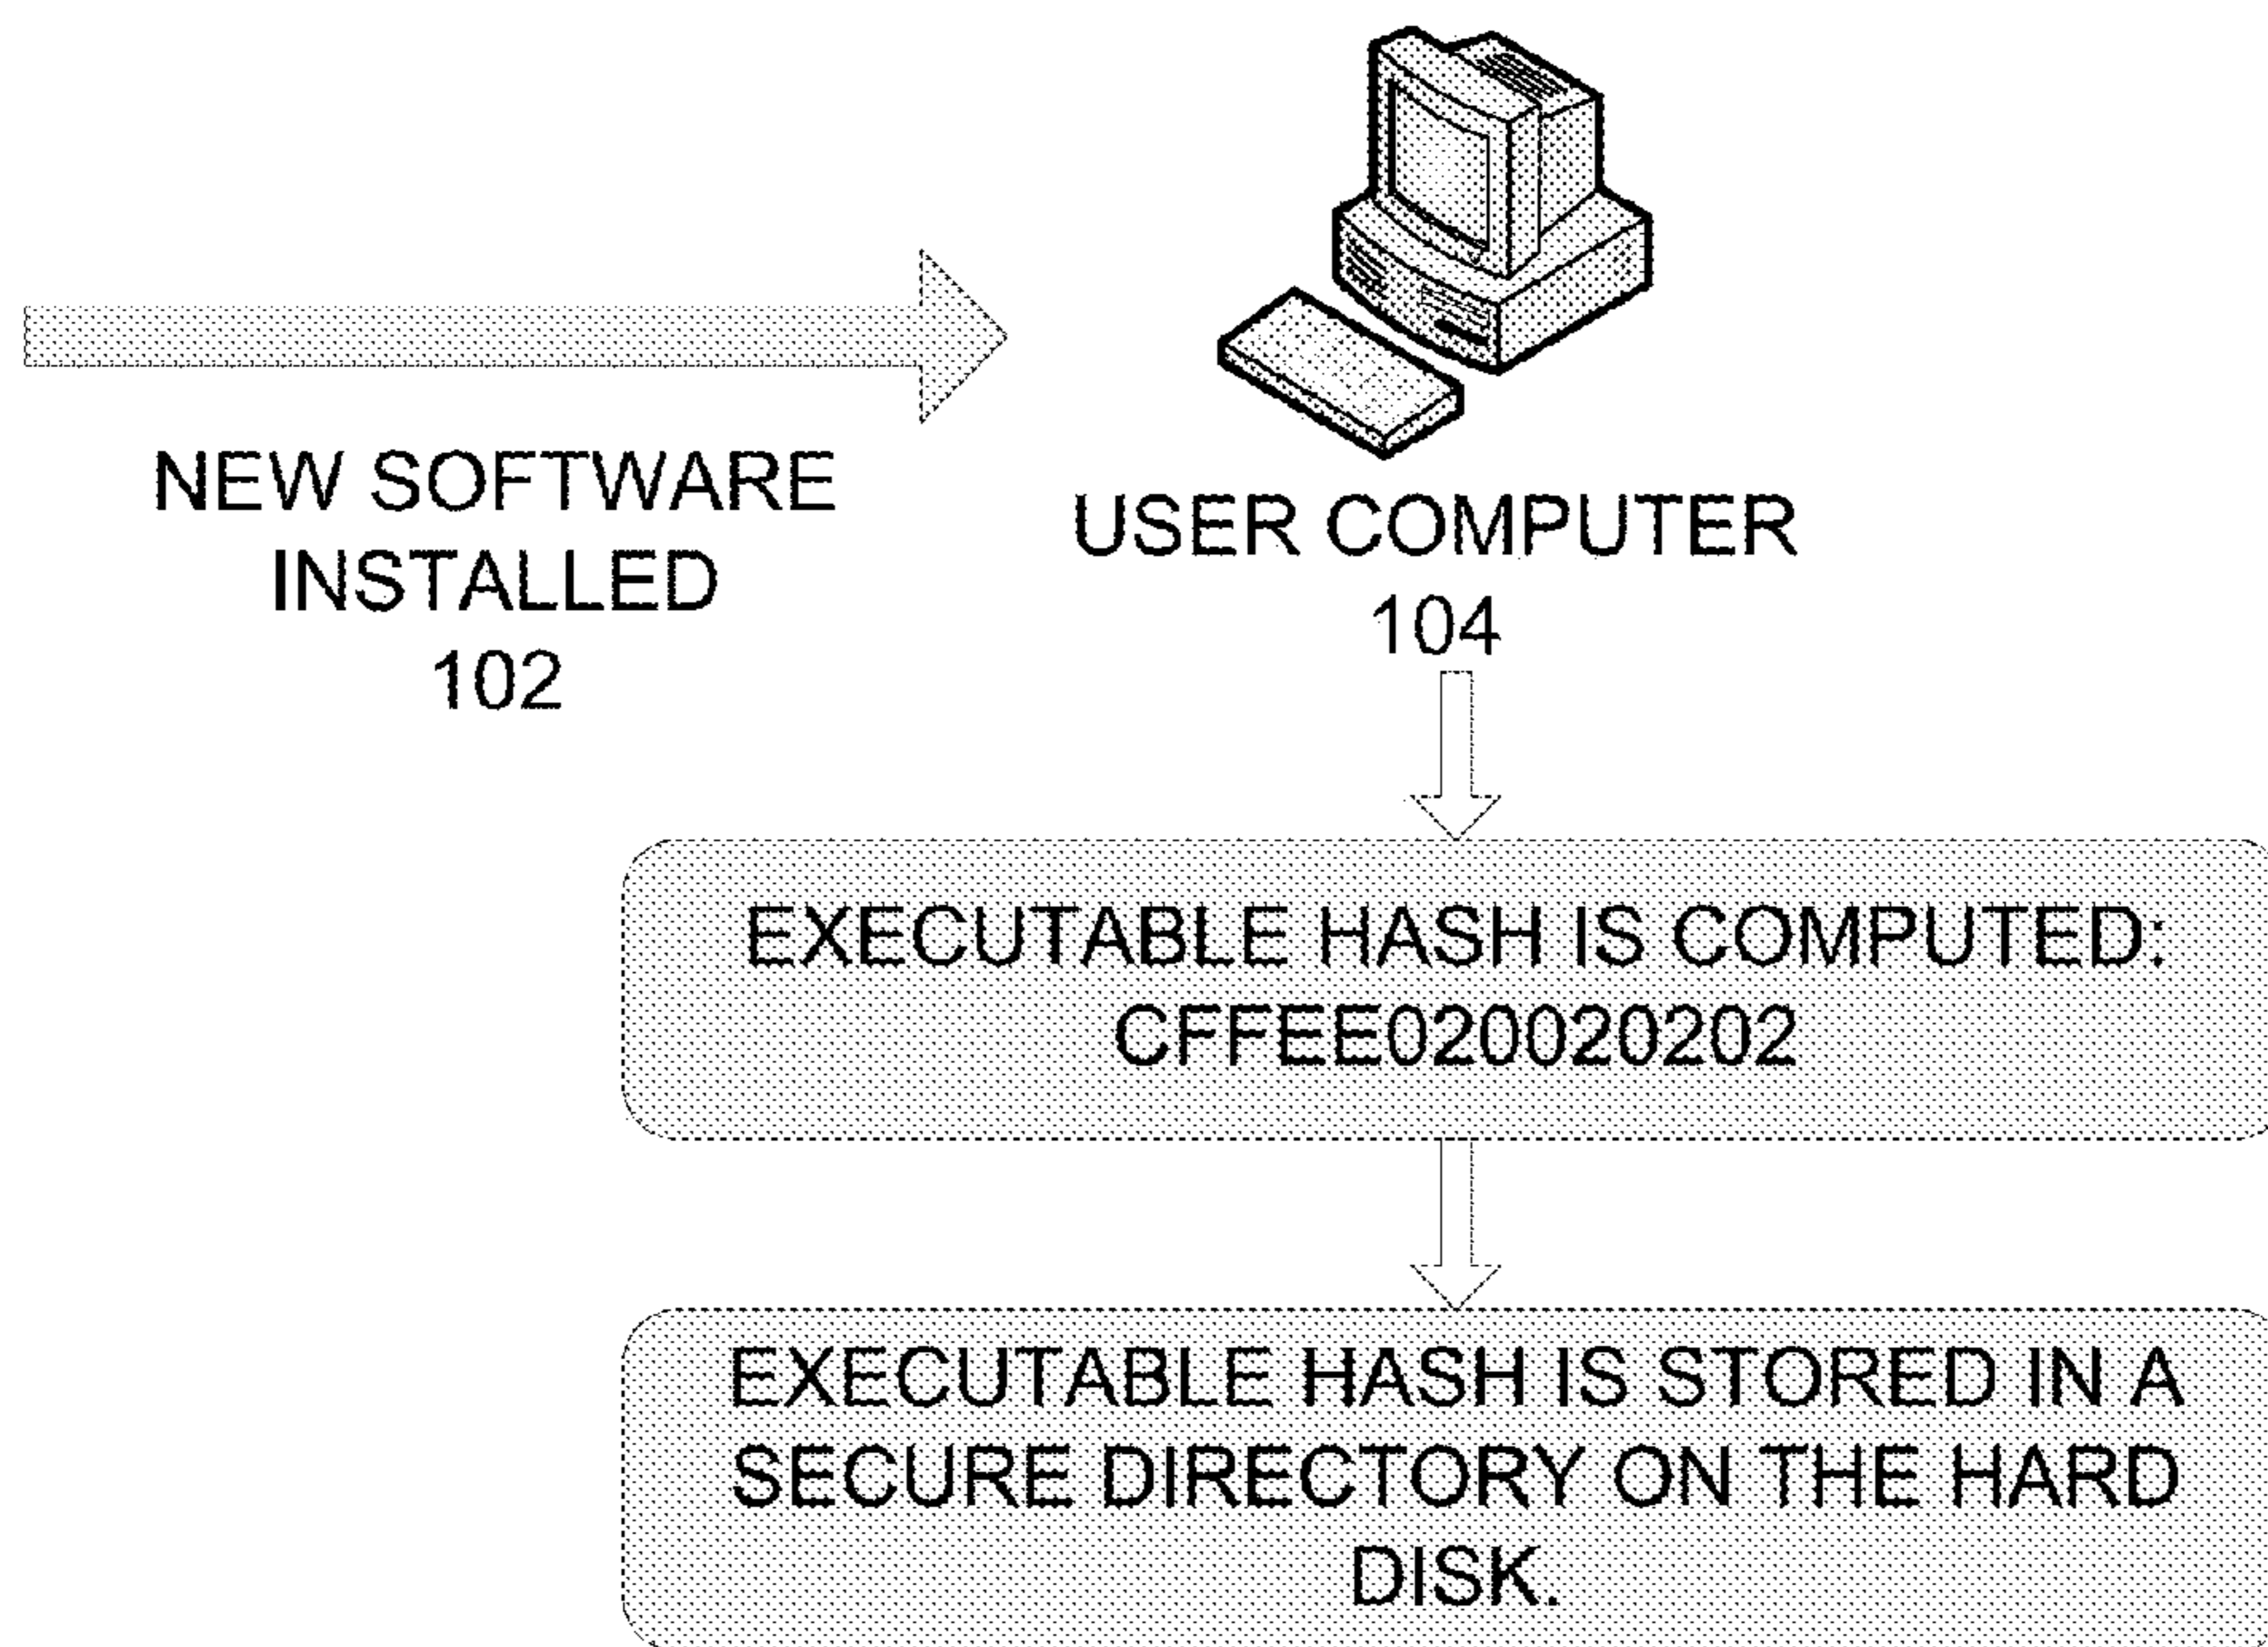 NEW SOFTWARE
INSTALLED
102
USER COMPUTER
104
EXECUTABLE HASH IS COMPUTED:
CFFEE020020202
EXECUTABLE HASH IS STORED IN A
SECURE DIRECTORY ON THE HARD
DISK.